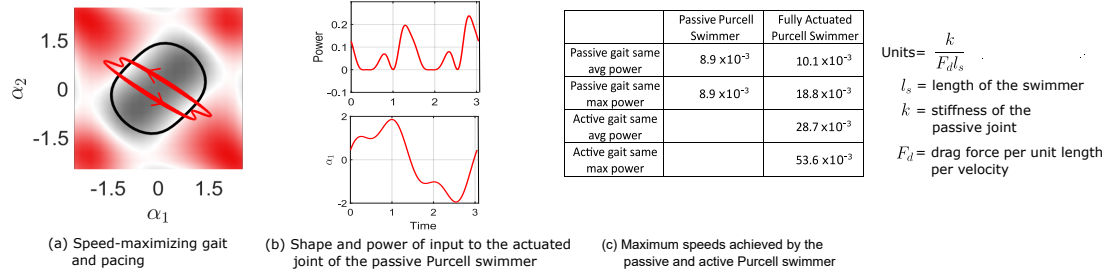 1.5
0
-1.5
α₂
-1.5 0 1.5
α₁
(a) Speed-maximizing gait
and pacing
0.2
0.1
0
-0.1
Power
0 1 2 3
2
0
-2
α₁
0 1 2 3
Time
(b) Shape and power of input to the actuated
joint of the passive Purcell swimmer
Passive Purcell Swimmer
Fully Actuated Purcell Swimmer
Passive gait same avg power 8.9 x10⁻³ 10.1 x10⁻³
Passive gait same max power 8.9 x10⁻³ 18.8 x10⁻³
Active gait same avg power 28.7 x10⁻³
Active gait same max power 53.6 x10⁻³
(c) Maximum speeds achieved by the
passive and active Purcell swimmer
Units= k / F_d l_s
l_s = length of the swimmer
k = stiffness of the
passive joint
F_d = drag force per unit length
per velocity